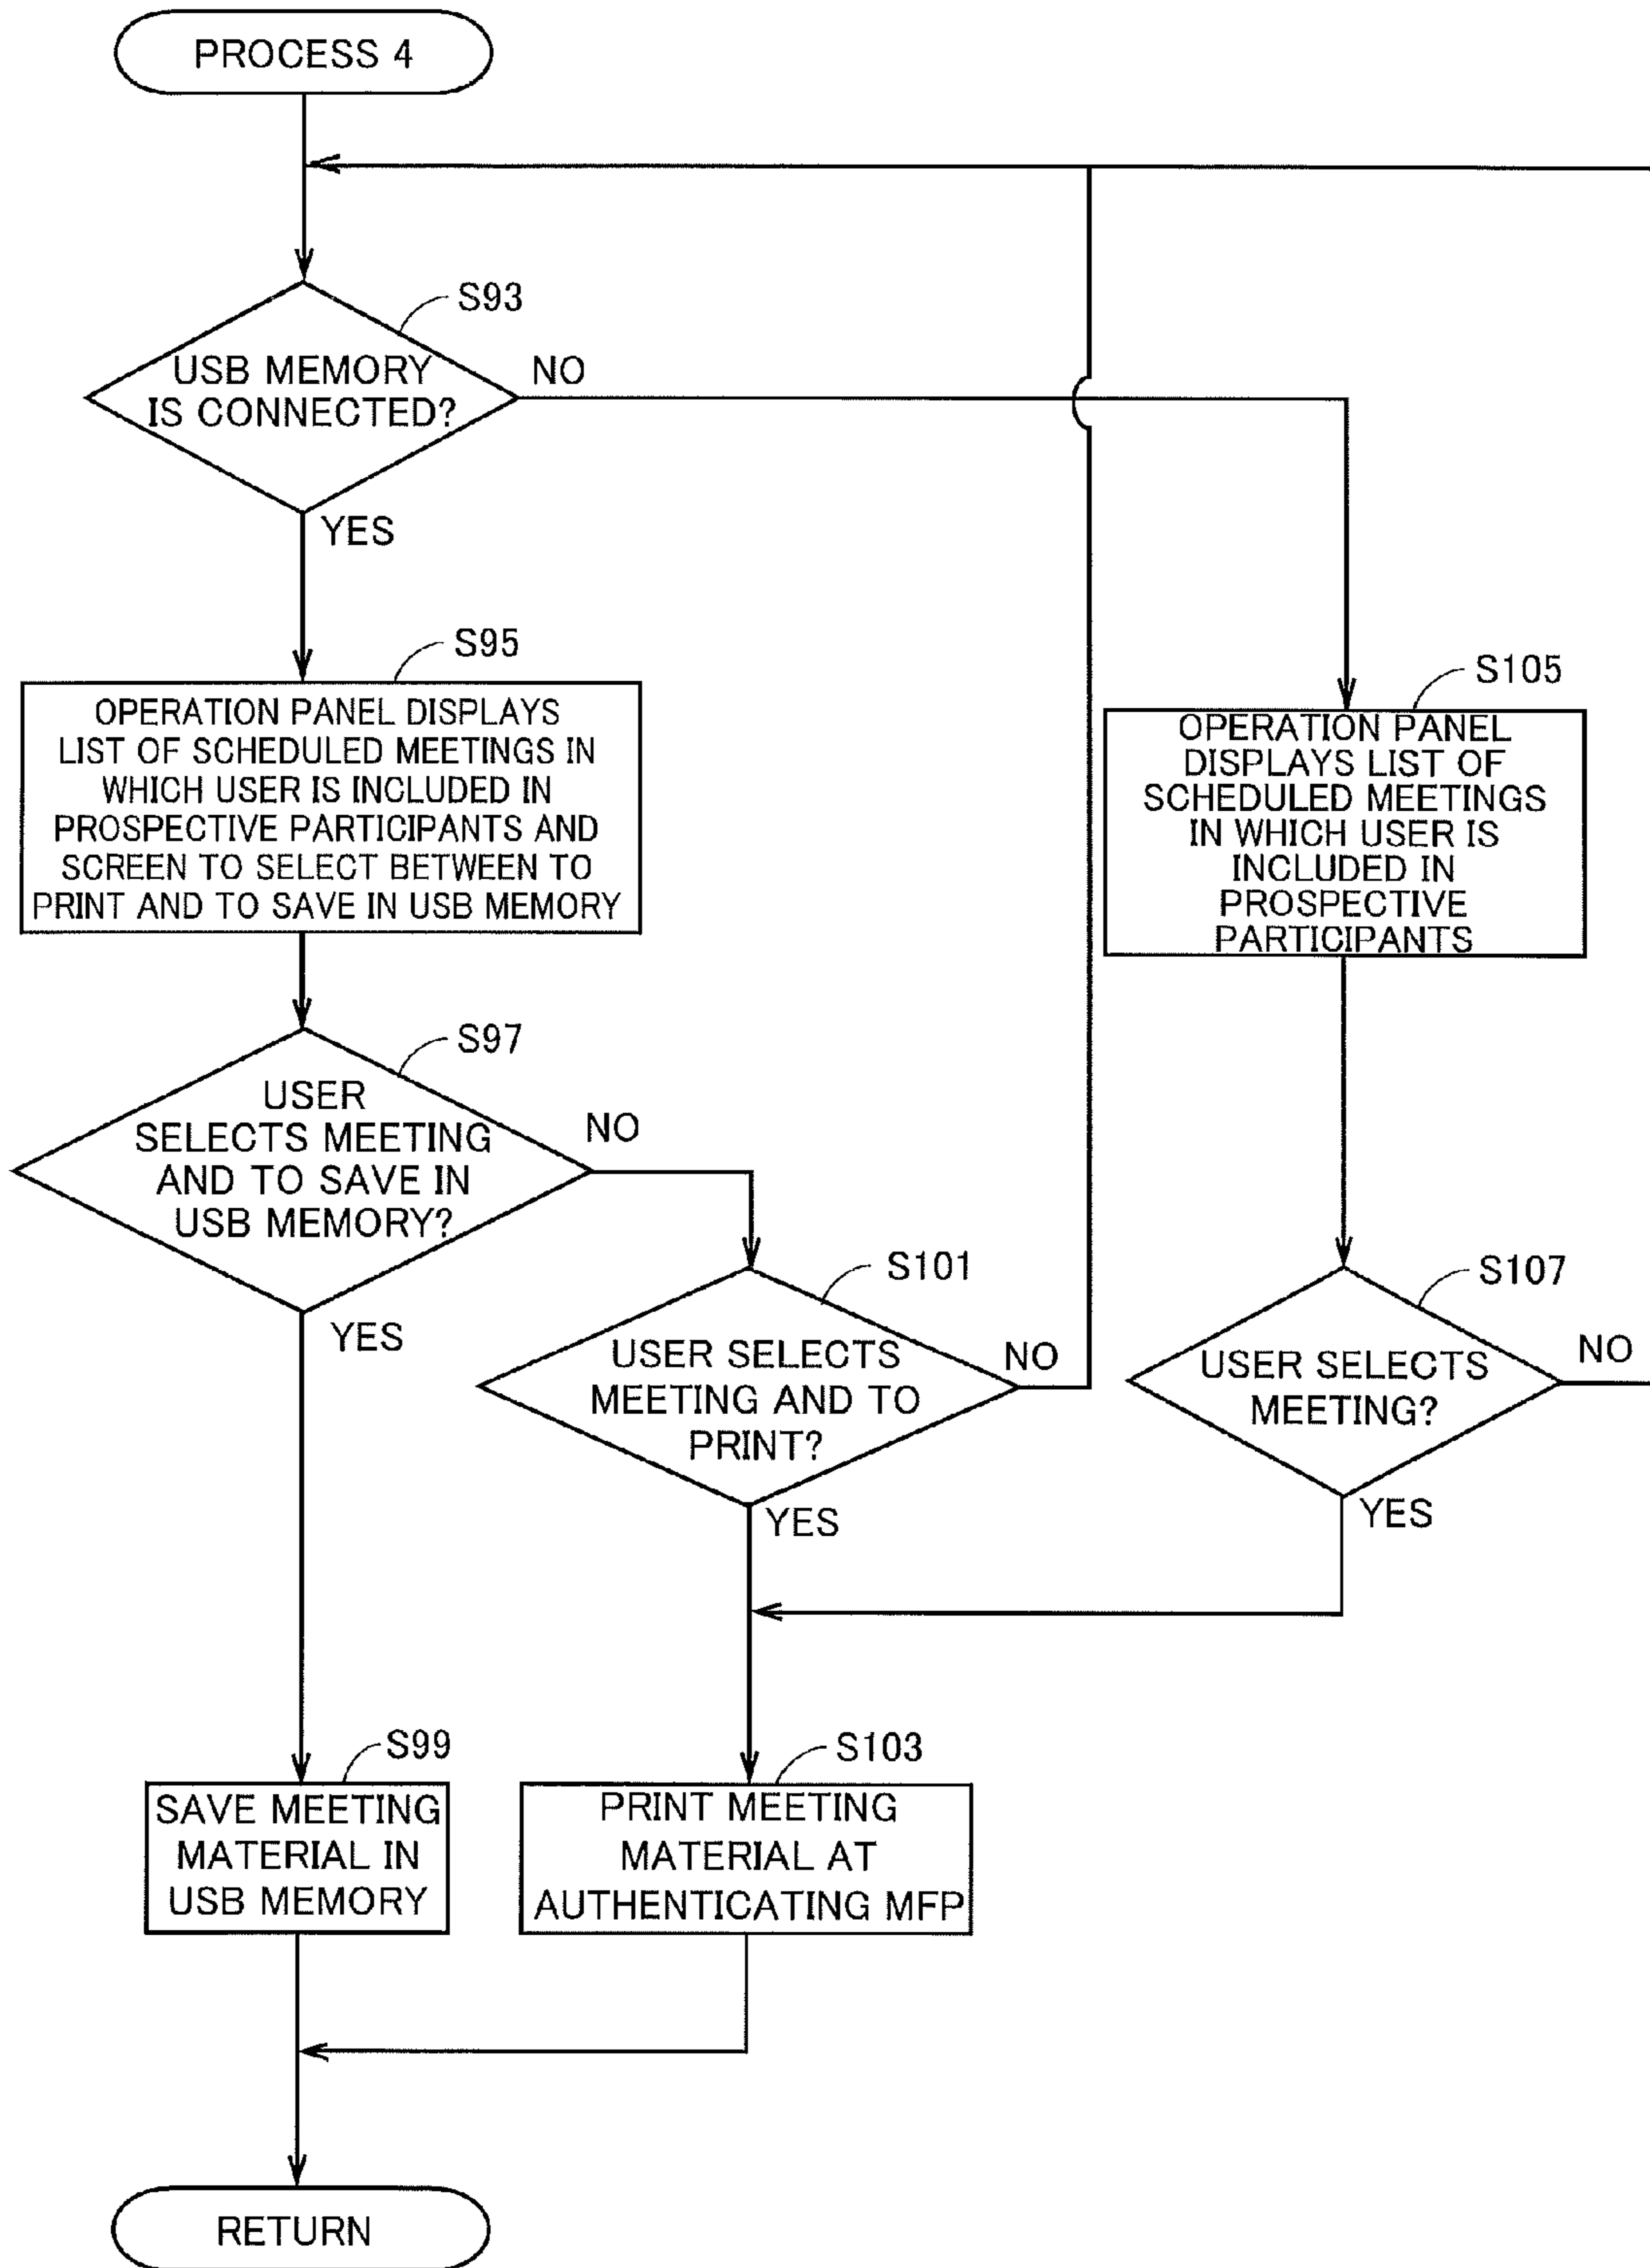 PROCESS 4
S93
USB MEMORY
IS CONNECTED?
NO
YES
S95
OPERATION PANEL DISPLAYS
LIST OF SCHEDULED MEETINGS IN
WHICH USER IS INCLUDED IN
PROSPECTIVE PARTICIPANTS AND
SCREEN TO SELECT BETWEEN TO
PRINT AND TO SAVE IN USB MEMORY
S105
OPERATION PANEL
DISPLAYS LIST OF
SCHEDULED MEETINGS
IN WHICH USER IS
INCLUDED IN
PROSPECTIVE
PARTICIPANTS
S97
USER
SELECTS MEETING
AND TO SAVE IN
USB MEMORY?
NO
YES
S101
USER SELECTS
MEETING AND TO
PRINT?
NO
YES
S107
USER SELECTS
MEETING?
NO
YES
S99
SAVE MEETING
MATERIAL IN
USB MEMORY
S103
PRINT MEETING
MATERIAL AT
AUTHENTICATING MFP
RETURN